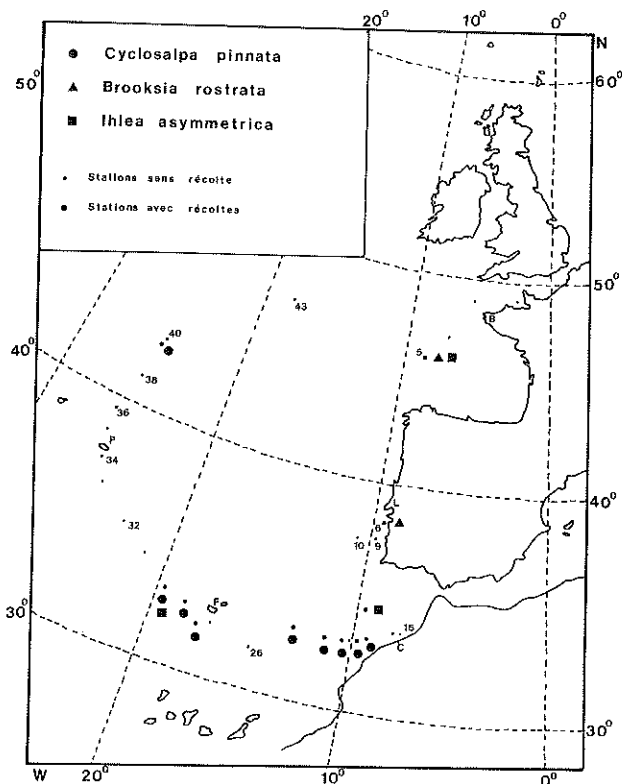 20°
10°
0°
N
60°
50°
Cyclosalpa pinnata
Brooksia rostrata
Ihlea asymmetrica
Stations sans récolte
Stations avec récoltes
50°
43
B
40
5
40°
38
36
P
34
40°
L
6
32
10
9
F
30°
15
26
C
30°
W
20°
10°
0°